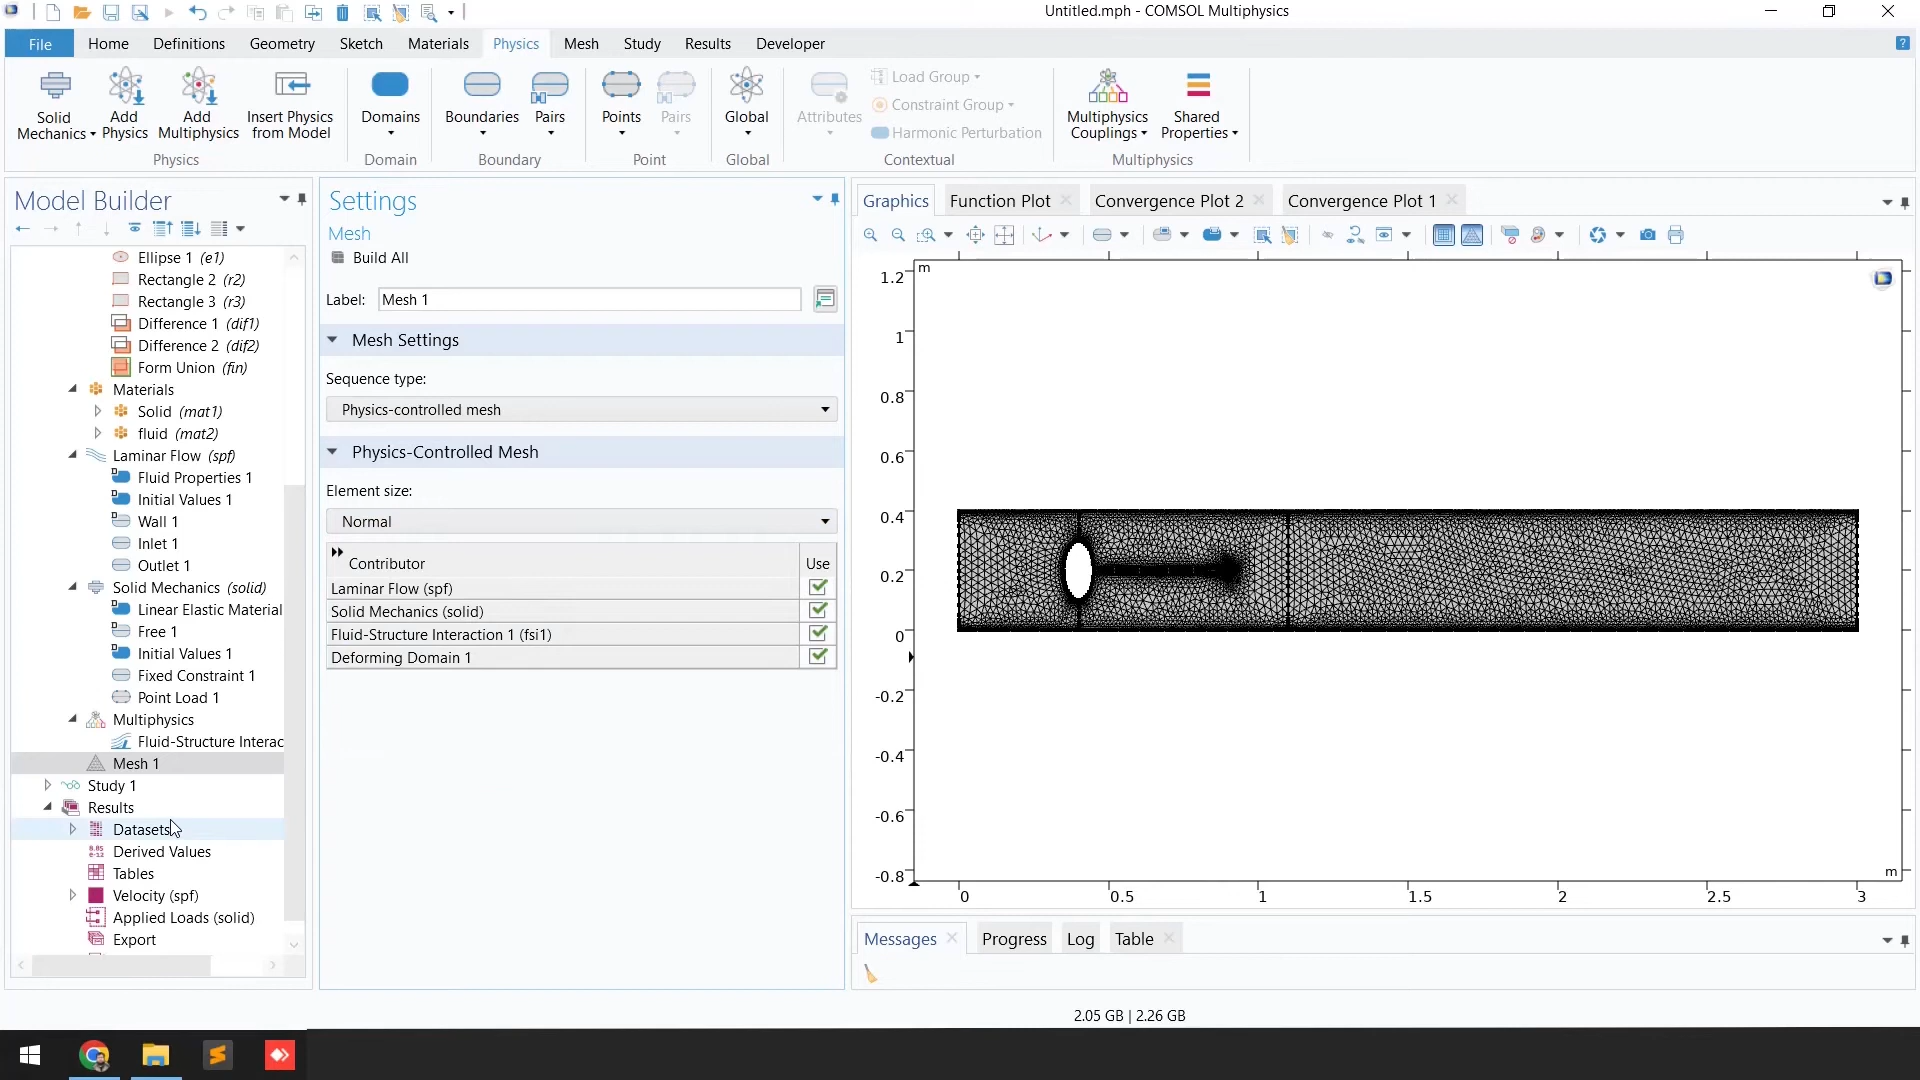 Untitled.mph - COMSOL Multiphysics
File Home Definitions Geometry Sketch Materials Physics Mesh Study Results Developer
Solid Mechanics
Add Physics
Add Multiphysics
Insert Physics from Model
Physics
Domains
Domain
Boundaries
Pairs
Boundary
Points
Pairs
Point
Global
Global
Attributes
Load Group
Constraint Group
Harmonic Perturbation
Contextual
Multiphysics Couplings
Shared Properties
Multiphysics
Model Builder
Ellipse 1 (e1)
Rectangle 2 (r2)
Rectangle 3 (r3)
Difference 1 (dif1)
Difference 2 (dif2)
Form Union (fin)
Materials
Solid (mat1)
fluid (mat2)
Laminar Flow (spf)
Fluid Properties 1
Initial Values 1
Wall 1
Inlet 1
Outlet 1
Solid Mechanics (solid)
Linear Elastic Material
Free 1
Initial Values 1
Fixed Constraint 1
Point Load 1
Multiphysics
Fluid-Structure Interac
Mesh 1
Study 1
Results
Datasets
Derived Values
Tables
Velocity (spf)
Applied Loads (solid)
Export
Settings
Mesh
Build All
Label: Mesh 1
Mesh Settings
Sequence type:
Physics-controlled mesh
Physics-Controlled Mesh
Element size:
Normal
Contributor Use
Laminar Flow (spf)
Solid Mechanics (solid)
Fluid-Structure Interaction 1 (fsi1)
Deforming Domain 1
Graphics Function Plot Convergence Plot 2 Convergence Plot 1
m
1.2
1
0.8
0.6
0.4
0.2
0
-0.2
-0.4
-0.6
-0.8
m
0 0.5 1 1.5 2 2.5 3
Messages Progress Log Table
2.05 GB | 2.26 GB